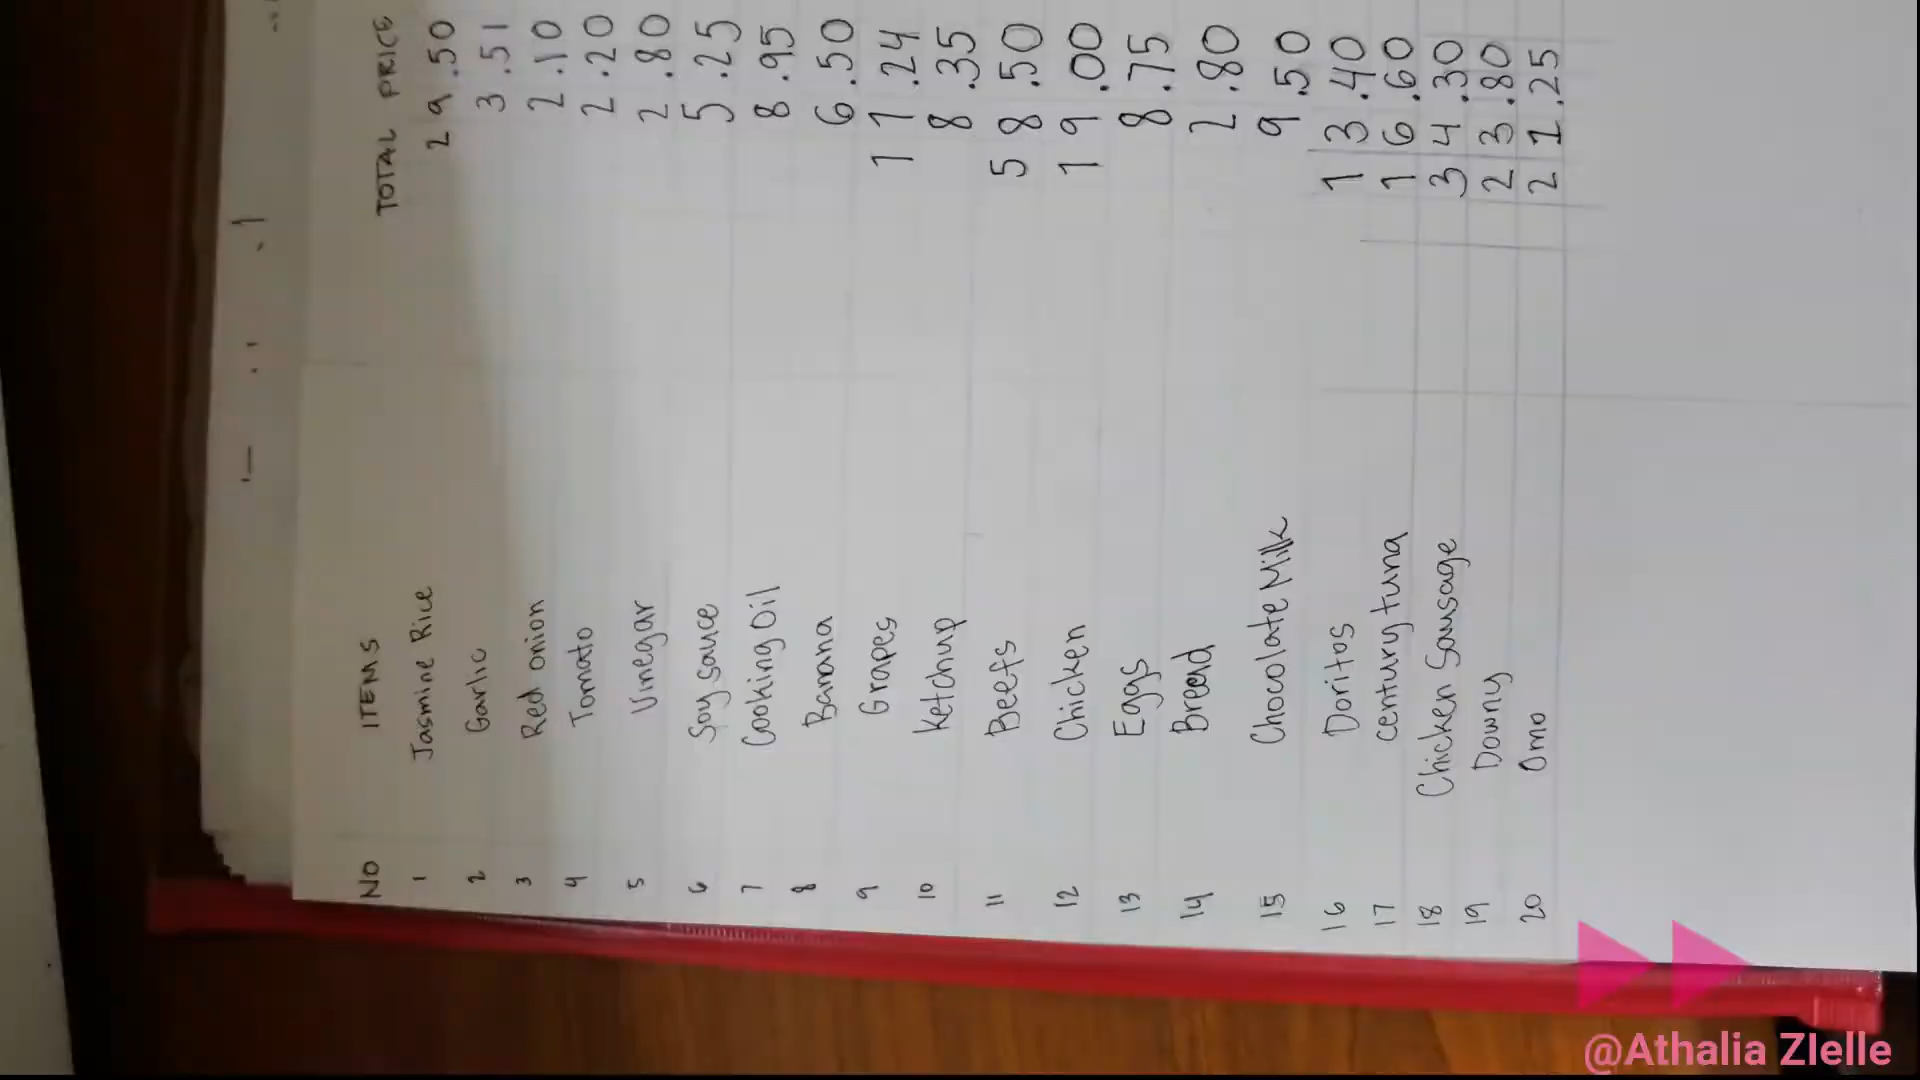 NO ITEMS TOTAL PRICE
1 Jasmine Rice 29.50
2 Garlic 3.51
3 Red onion 2.10
4 Tomato 2.20
5 Vinegar 2.80
6 Soy sauce 5.25
7 Cooking Oil 8.95
8 Banana 6.50
9 Grapes 11.24
10 Ketchup 8.35
11 Beefs 58.50
12 Chicken 19.00
13 Eggs 8.75
14 Bread 2.80
15 Chocolate Milk 9.50
16 Doritos 13.40
17 century tuna 16.60
18 Chicken Sausage 34.30
19 Downy 23.80
20 Omo 21.25
@Athalia ZIelle